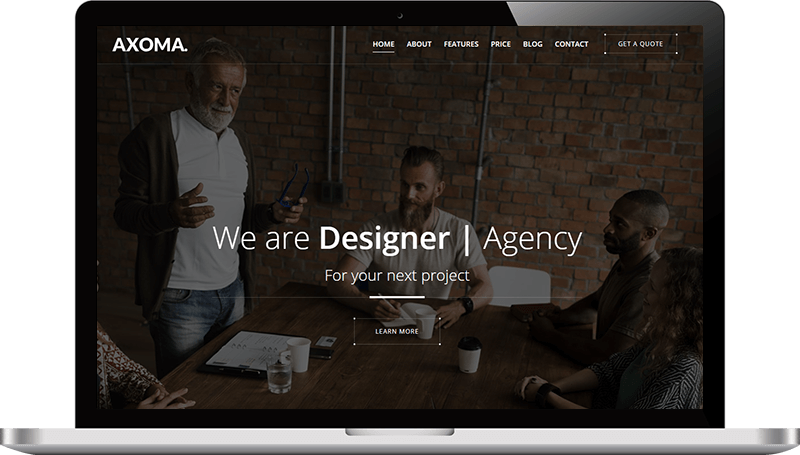 AXOMA.
HOME ABOUT FEATURES PRICE BLOG CONTACT GET A QUOTE
We are Designer | Agency
For your next project
LEARN MORE